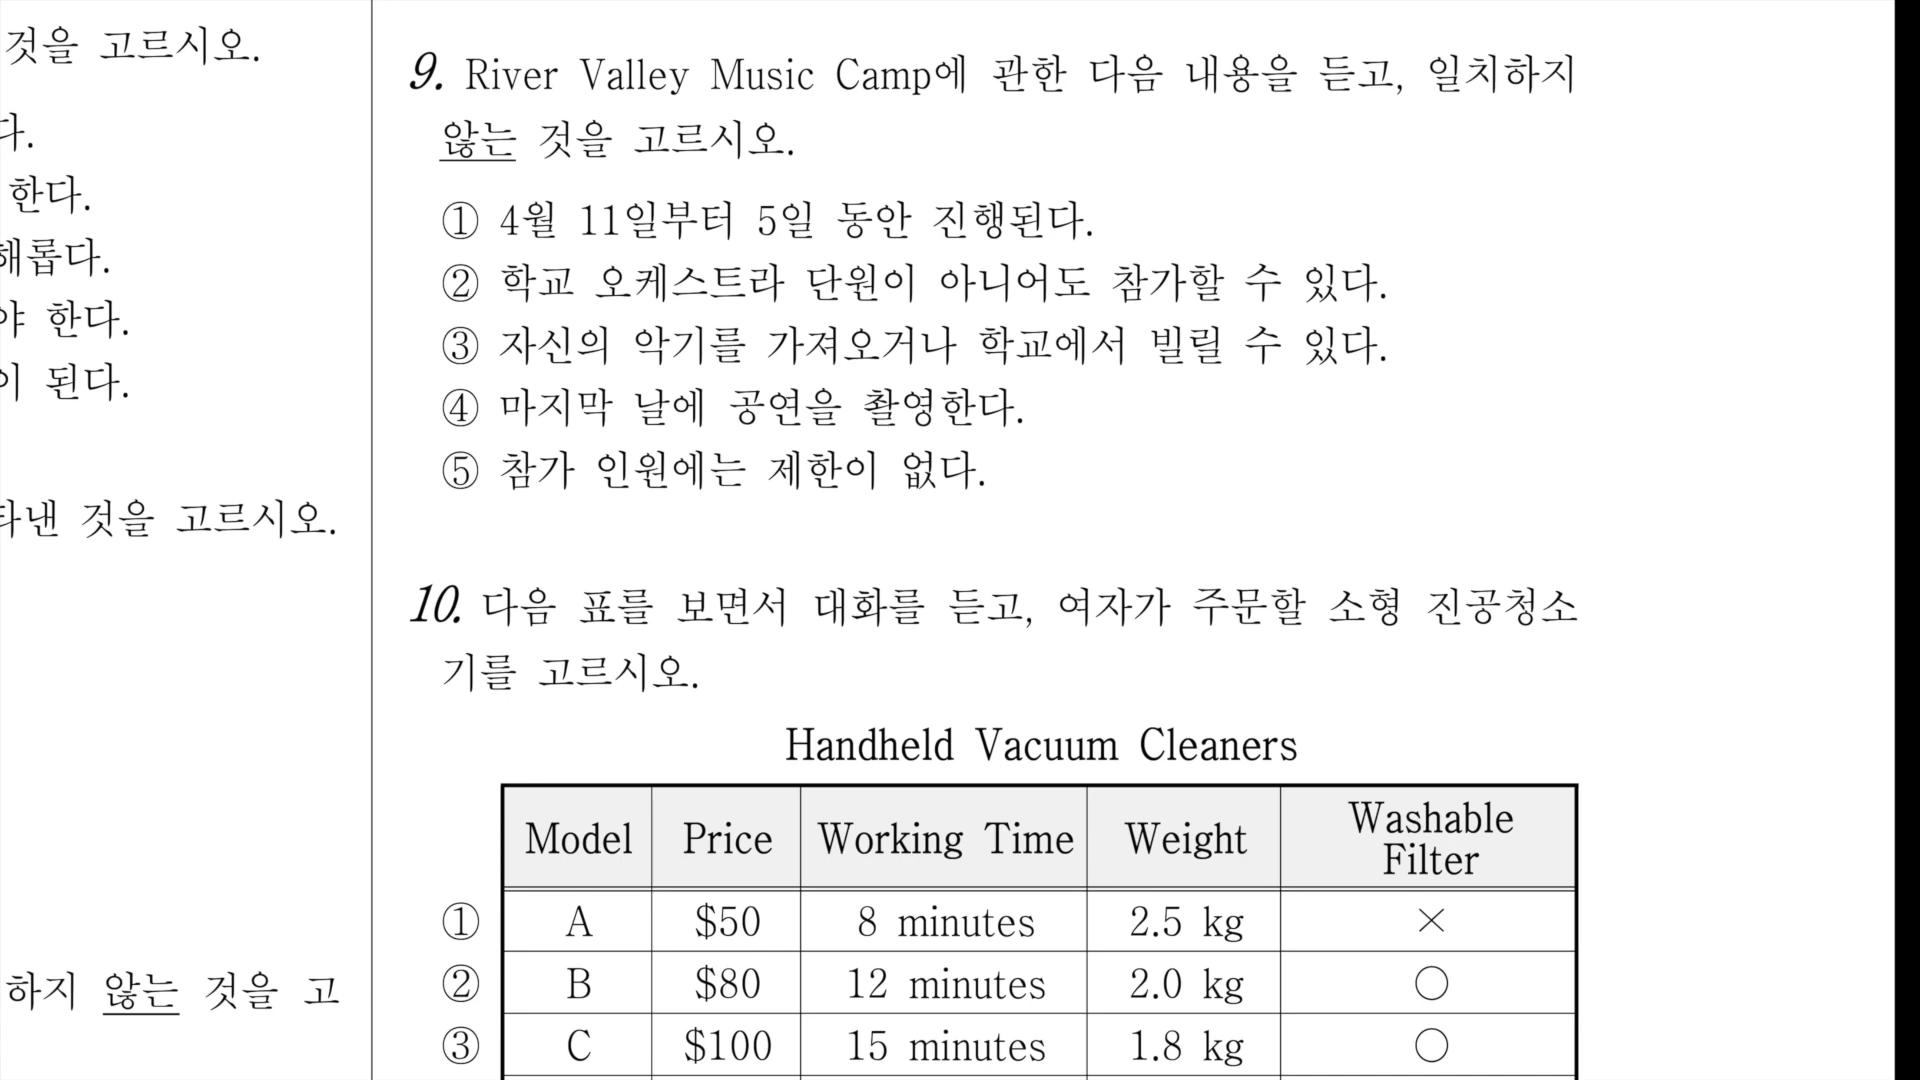 것을 고르시오.
다.
한다.
해롭다.
야 한다.
이 된다.
타낸 것을 고르시오.
하지 않는 것을 고
9. River Valley Music Camp에 관한 다음 내용을 듣고, 일치하지
않는 것을 고르시오.
① 4월 11일부터 5일 동안 진행된다.
② 학교 오케스트라 단원이 아니어도 참가할 수 있다.
③ 자신의 악기를 가져오거나 학교에서 빌릴 수 있다.
④ 마지막 날에 공연을 촬영한다.
⑤ 참가 인원에는 제한이 없다.
10. 다음 표를 보면서 대화를 듣고, 여자가 주문할 소형 진공청소
기를 고르시오.
Handheld Vacuum Cleaners
Model Price Working Time Weight Washable Filter
① A $50 8 minutes 2.5 kg ×
② B $80 12 minutes 2.0 kg ○
③ C $100 15 minutes 1.8 kg ○